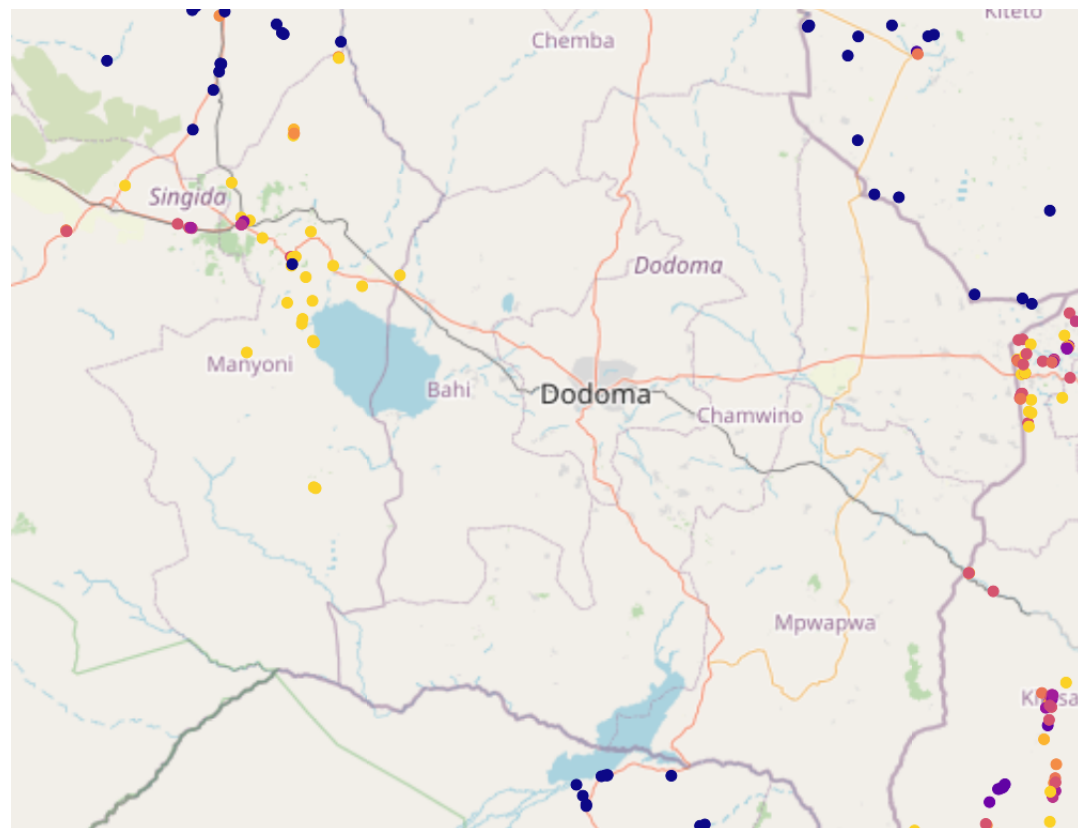 Kiteto
Chemba
Singida
Dodoma
Manyoni
Bahi
Dodoma
Chamwino
Mpwapwa